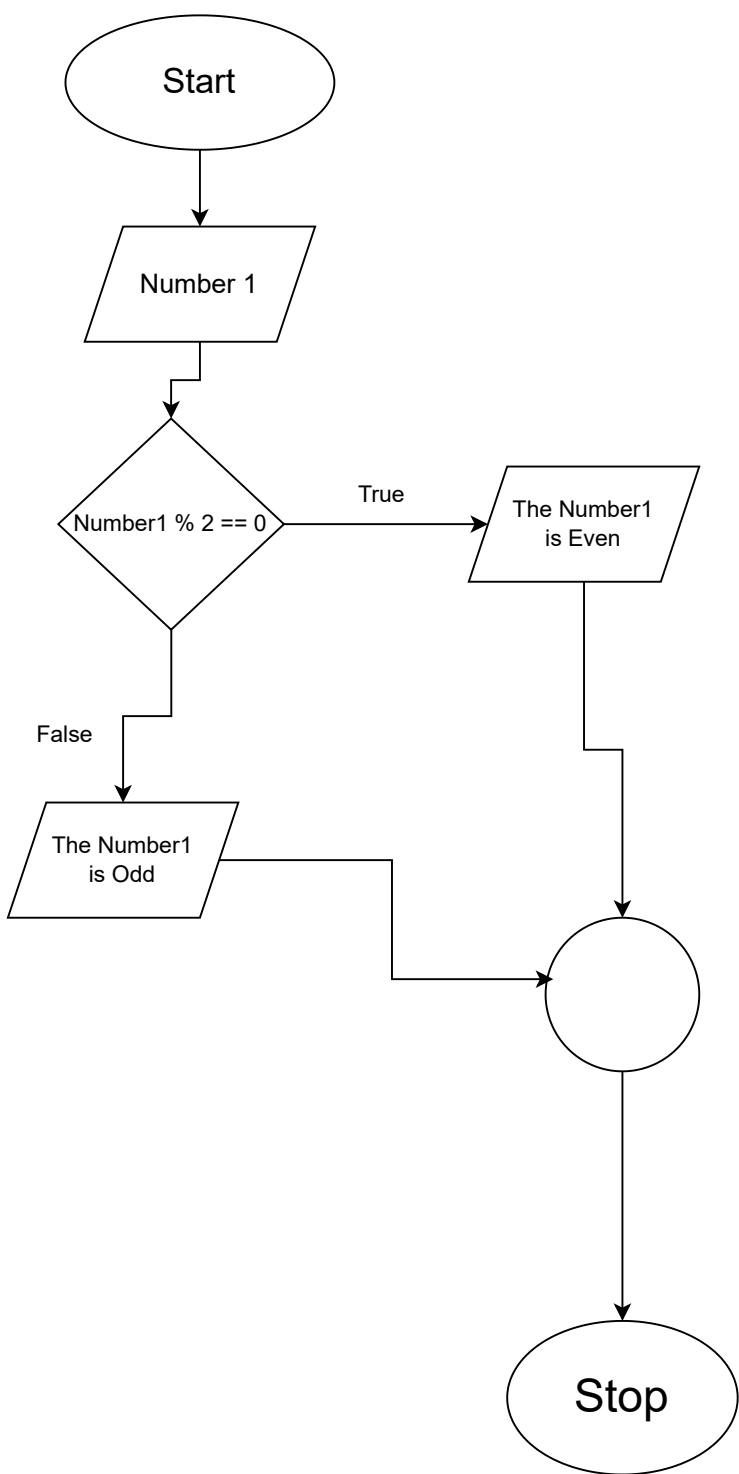 Start
Number 1
Number1 % 2 == 0
True
The Number1
is Even
False
The Number1
is Odd
Stop